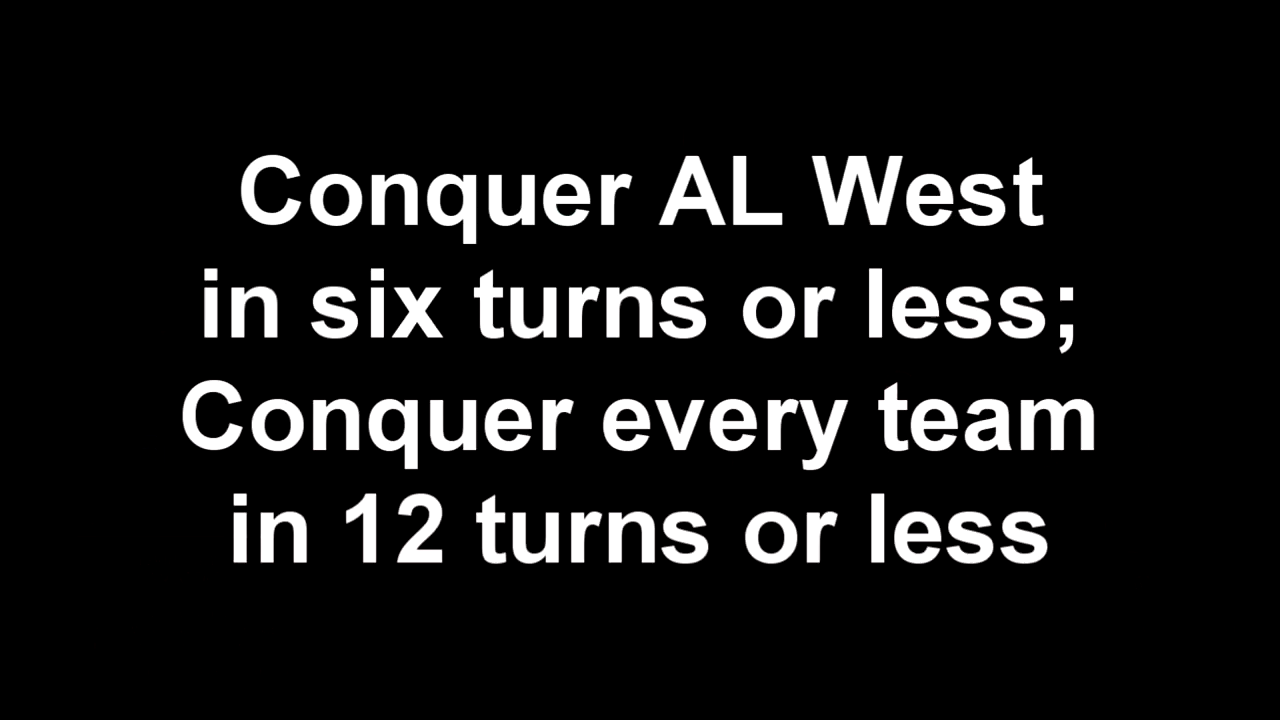 Conquer AL West
in six turns or less;
Conquer every team
in 12 turns or less